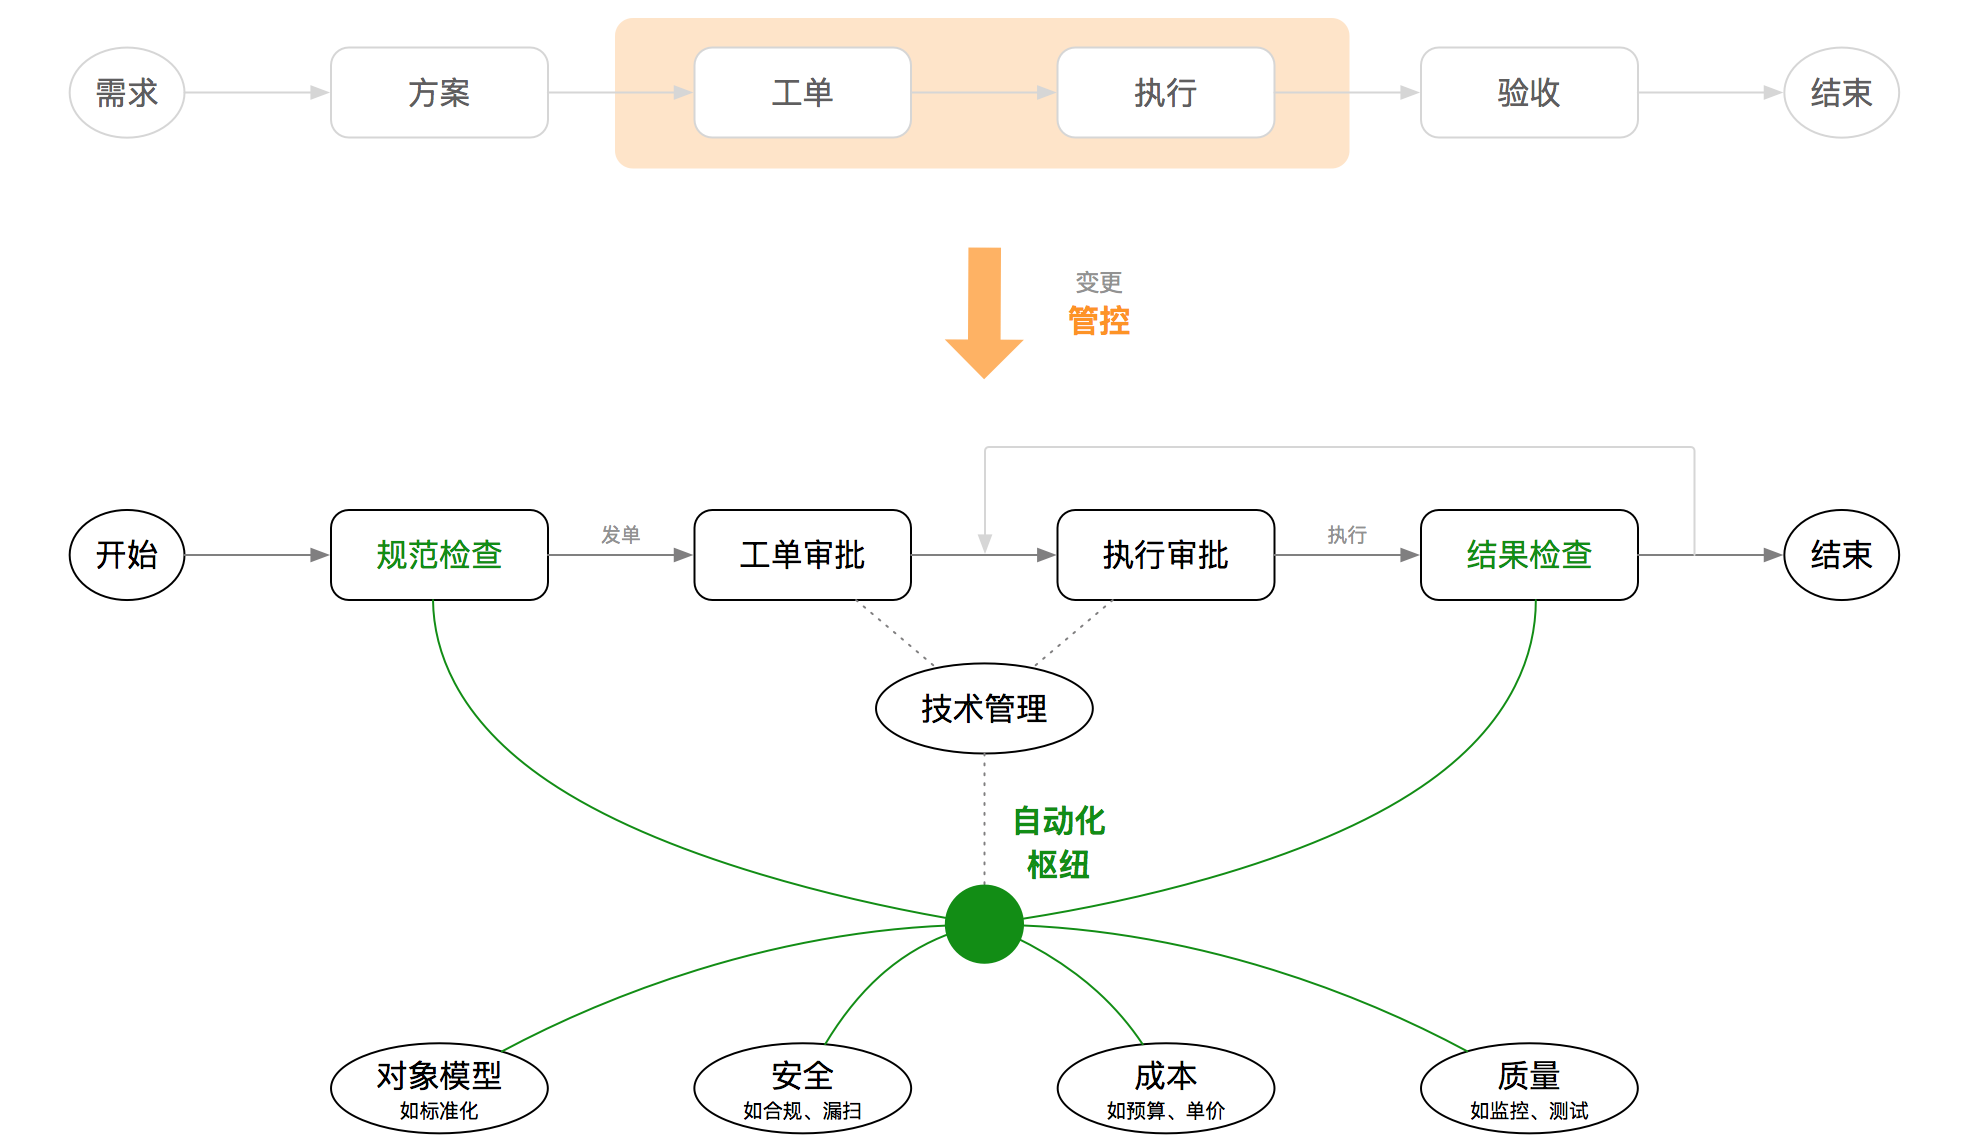 需求
方案
工单
执行
验收
结束
变更
管控
开始
规范检查
发单
工单审批
执行审批
执行
结果检查
结束
技术管理
自动化
枢纽
对象模型
如标准化
安全
如合规、漏扫
成本
如预算、单价
质量
如监控、测试